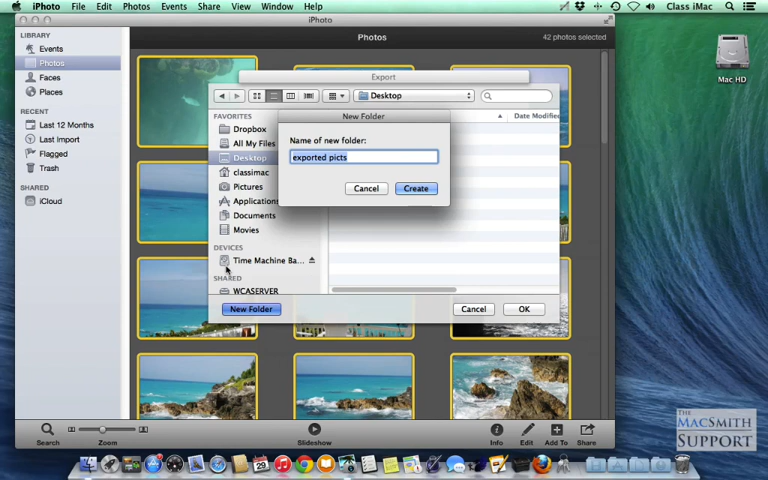 iPhoto File Edit Photos Events Share View Window Help Class iMac
iPhoto
LIBRARY
Events
Photos
Faces
Places
RECENT
Last 12 Months
Last Import
Flagged
Trash
SHARED
iCloud
Photos 42 photos selected
Export
Desktop
FAVORITES
Dropbox
All My Files
Desktop
classimac
Pictures
Applications
Documents
Movies
DEVICES
Time Machine Ba...
SHARED
WCASERVER
Date Modified
New Folder
Name of new folder:
exported picts
Cancel Create
New Folder Cancel OK
Search Zoom Slideshow Info Edit Add To Share
Mac HD
THE
MACSMITH
SUPPORT